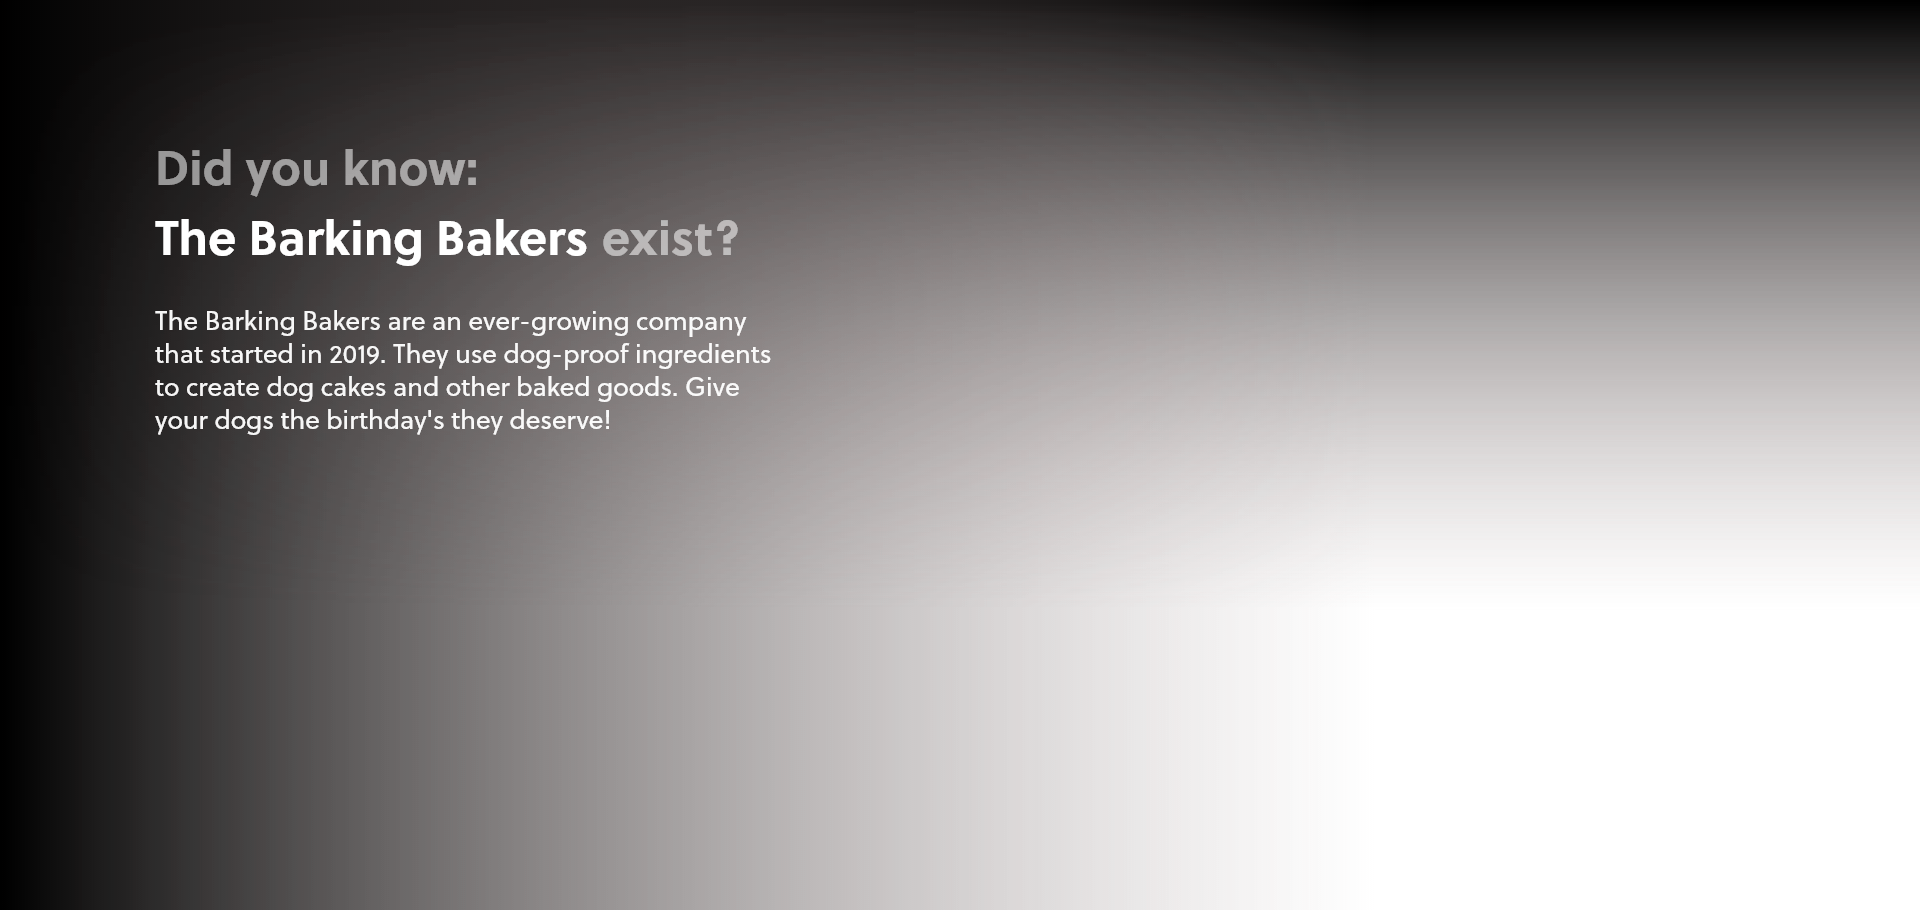 Did you know:
The Barking Bakers exist?
The Barking Bakers are an ever-growing company
that started in 2019. They use dog-proof ingredients
to create dog cakes and other baked goods. Give
your dogs the birthday's they deserve!